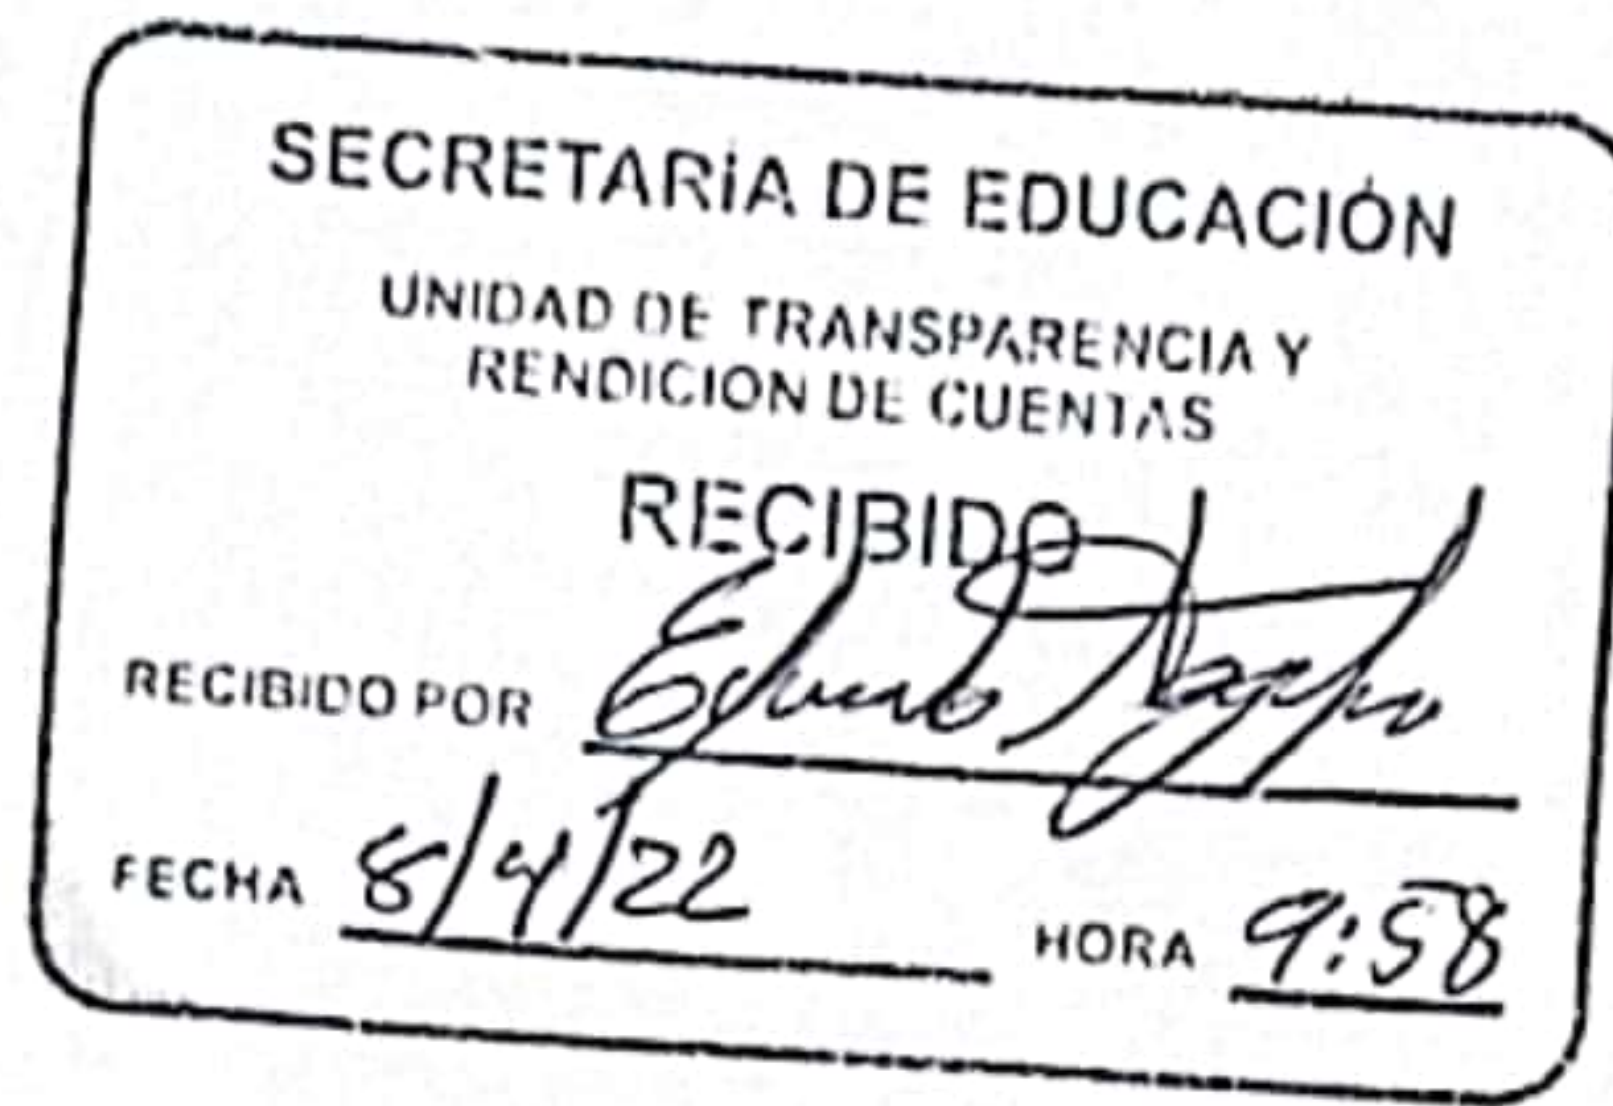 SECRETARÍA DE EDUCACIÓN
UNIDAD DE TRANSPARENCIA Y
RENDICION DE CUENTAS
RECIBIDO
RECIBIDO POR
FECHA 8/4/22 HORA 9:58